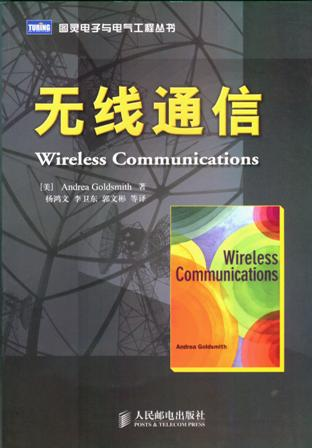 TURING
图灵电子与电气工程丛书
无线通信
Wireless Communications
[美] Andrea Goldsmith 著
杨鸿文 李卫东 郭文彬 等译
Wireless
Communications
Andrea Goldsmith
人民邮电出版社
POSTS & TELECOM PRESS